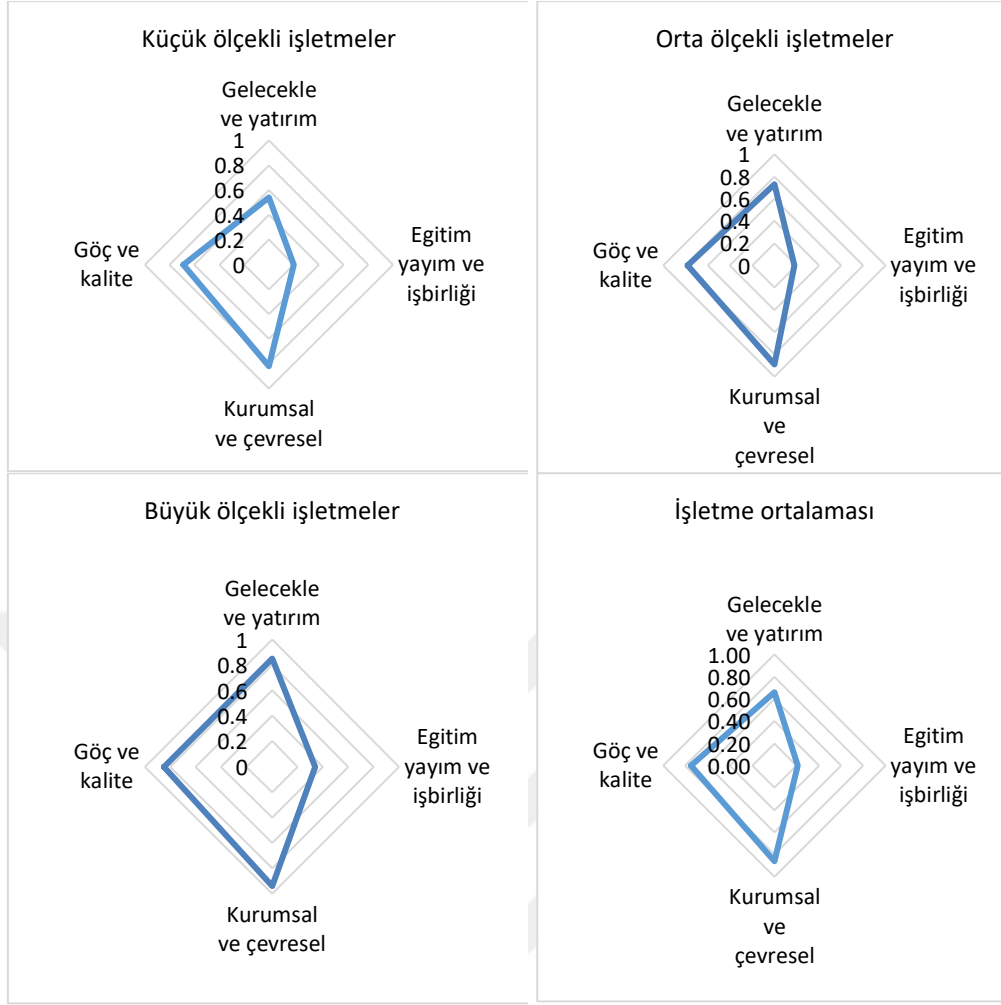 Küçük ölçekli işletmeler
Gelecekle
ve yatırım
1
0.8
0.6
0.4
0.2
0
Göç ve
kalite
Egitim
yayım ve
işbirliği
Kurumsal
ve çevresel
Orta ölçekli işletmeler
Gelecekle
ve yatırım
1
0.8
0.6
0.4
0.2
0
Göç ve
kalite
Egitim
yayım ve
işbirliği
Kurumsal
ve
çevresel
Büyük ölçekli işletmeler
Gelecekle
ve yatırım
1
0.8
0.6
0.4
0.2
0
Göç ve
kalite
Egitim
yayım ve
işbirliği
Kurumsal
ve çevresel
İşletme ortalaması
Gelecekle
ve yatırım
1.00
0.80
0.60
0.40
0.20
0.00
Göç ve
kalite
Egitim
yayım ve
işbirliği
Kurumsal
ve
çevresel